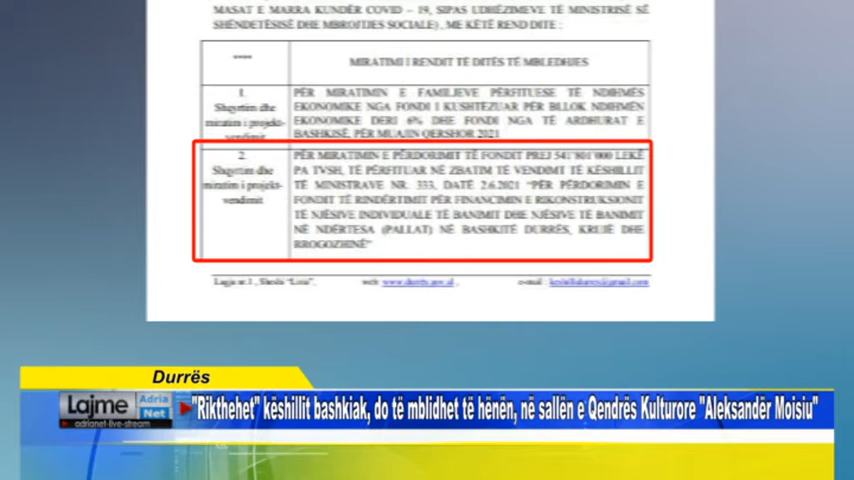 MASAT E MARRA KUNDËR COVID – 19, SIPAS UDHËZIMEVE TË MINISTRISË SË
SHËNDETËSISË DHE MBROJTJES SOCIALE) , ME KËTË REND DITE :
****
MIRATIMI I RENDIT TË DITËS TË MBLEDHJES
1.
Shqyrtim dhe
miratim i projekt-
vendimit
PËR MIRATIMIN E FAMILJEVE PËRFITUESE TË NDIHMËS
EKONOMIKE NGA FONDI I KUSHTËZUAR PËR BLLOK NDIHMËN
EKONOMIKE DERI 6% DHE FONDI NGA TË ARDHURAT E
BASHKISË, PËR MUAJIN QERSHOR 2021
2.
Shqyrtim dhe
miratim i projekt-
vendimit
PËR MIRATIMIN E PËRDORIMIT TË FONDIT PREJ 541'801'000 LEKË
PA TVSH, TË PËRFITUAR NË ZBATIM TË VENDIMT TË KËSHILLIT
TË MINISTRAVE NR. 333, DATË 2.6.2021 "PËR PËRDORIMIN E
FONDIT TË RINDËRTIMIT PËR FINANCIMIN E RIKONSTRUKSIONIT
TË NJËSIVE INDIVIDUALE TË BANIMIT DHE NJËSIVE TË BANIMIT
NË NDËRTESA (PALLAT) NË BASHKITË DURRËS, KRUJË DHE
RROGOZHINË"
Lagja nr.1 , Sheshi "Liria", web: www.durres.gov.al , e-mail : keshillidurres@gmail.com
Durrës
Lajme Adria Net
adrianet-live-stream
"Rikthehet" këshillit bashkiak, do të mblidhet të hënën, në sallën e Qendrës Kulturore "Aleksandër Moisiu"